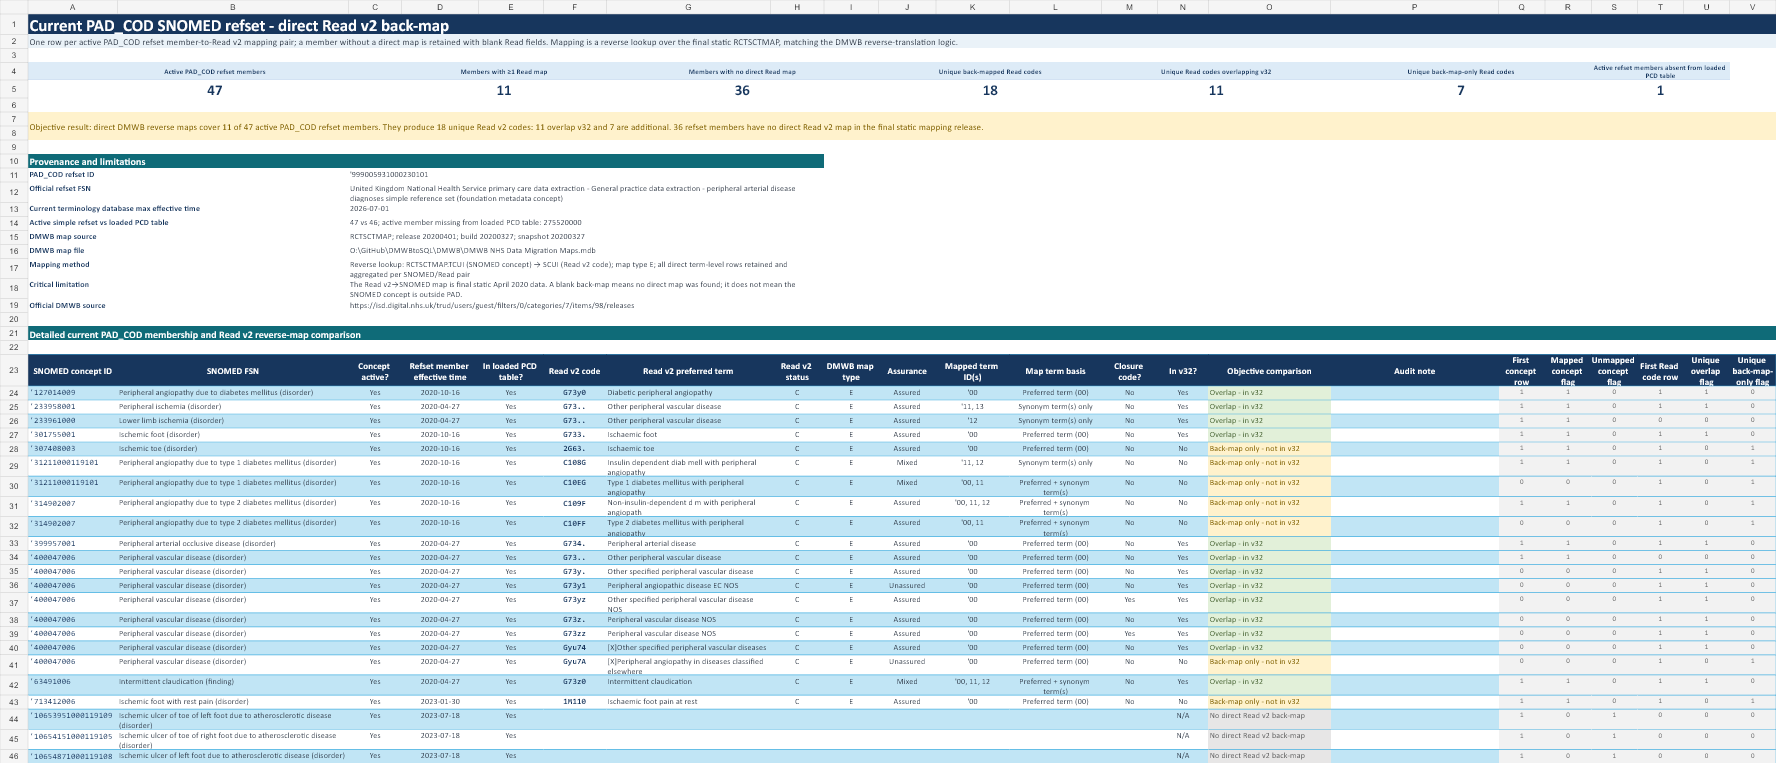 A B C D E F G H I J K L M N O P Q R S T U V
1 Current PAD_COD SNOMED refset - direct Read v2 back-map
2 One row per active PAD_COD refset member-to-Read v2 mapping pair; a member without a direct map is retained with blank Read fields. Mapping is a reverse lookup over the final static RCTSCTMAP, matching the DMWB reverse-translation logic.
3
4 Active PAD_COD refset members Members with ≥1 Read map Members with no direct Read map Unique back-mapped Read codes Unique Read codes overlapping v32 Unique back-map-only Read codes Active refset members absent from loaded
PCD table
5 47 11 36 18 11 7 1
6
7
8 Objective result: direct DMWB reverse maps cover 11 of 47 active PAD_COD refset members. They produce 18 unique Read v2 codes: 11 overlap v32 and 7 are additional. 36 refset members have no direct Read v2 map in the final static mapping release.
9
10 Provenance and limitations
11 PAD_COD refset ID '999005931000230101
12 Official refset FSN United Kingdom National Health Service primary care data extraction - General practice data extraction - peripheral arterial disease
diagnoses simple reference set (foundation metadata concept)
13 Current terminology database max effective time 2026-07-01
14 Active simple refset vs loaded PCD table 47 vs 46; active member missing from loaded PCD table: 275520000
15 DMWB map source RCTSCTMAP; release 20200401; build 20200327; snapshot 20200327
16 DMWB map file O:\GitHub\DMWBtoSQL\DMWB\DMWB NHS Data Migration Maps.mdb
17 Mapping method Reverse lookup: RCTSCTMAP.TCUI (SNOMED concept) → SCUI (Read v2 code); map type E; all direct term-level rows retained and
aggregated per SNOMED/Read pair
18 Critical limitation The Read v2→SNOMED map is final static April 2020 data. A blank back-map means no direct map was found; it does not mean the
SNOMED concept is outside PAD.
19 Official DMWB source https://isd.digital.nhs.uk/trud/users/guest/filters/0/categories/7/items/98/releases
20
21 Detailed current PAD_COD membership and Read v2 reverse-map comparison
22
23 SNOMED concept ID SNOMED FSN Concept active? Refset member effective time In loaded PCD table? Read v2 code Read v2 preferred term Read v2 status DMWB map type Assurance Mapped term ID(s) Map term basis Closure code? In v32? Objective comparison Audit note First concept row Mapped concept flag Unmapped concept flag First Read code row Unique overlap flag Unique back-map-only flag
24 '127014009 Peripheral angiopathy due to diabetes mellitus (disorder) Yes 2020-10-16 Yes G73y0 Diabetic peripheral angiopathy C E Assured '00 Preferred term (00) No Yes Overlap - in v32 1 1 0 1 1 0
25 '233958001 Peripheral ischemia (disorder) Yes 2020-04-27 Yes G73.. Other peripheral vascular disease C E Assured '11, 13 Synonym term(s) only No Yes Overlap - in v32 1 1 0 1 1 0
26 '233961000 Lower limb ischemia (disorder) Yes 2020-04-27 Yes G73.. Other peripheral vascular disease C E Assured '12 Synonym term(s) only No Yes Overlap - in v32 1 1 0 0 0 0
27 '301755001 Ischemic foot (disorder) Yes 2020-10-16 Yes G733. Ischaemic foot C E Assured '00 Preferred term (00) No Yes Overlap - in v32 1 1 0 1 1 0
28 '307408003 Ischemic toe (disorder) Yes 2020-10-16 Yes 2G63. Ischaemic toe C E Assured '00 Preferred term (00) No No Back-map only - not in v32 1 1 0 1 0 1
29 '31211000119101 Peripheral angiopathy due to type 1 diabetes mellitus (disorder) Yes 2020-10-16 Yes C108G Insulin dependent diab mell with peripheral
angiopathy C E Mixed '11, 12 Synonym term(s) only No No Back-map only - not in v32 1 1 0 1 0 1
30 '31211000119101 Peripheral angiopathy due to type 1 diabetes mellitus (disorder) Yes 2020-10-16 Yes C10EG Type 1 diabetes mellitus with peripheral
angiopathy C E Mixed '00, 11 Preferred + synonym term(s) No No Back-map only - not in v32 0 0 0 1 0 1
31 '314902007 Peripheral angiopathy due to type 2 diabetes mellitus (disorder) Yes 2020-10-16 Yes C109F Non-insulin-dependent d m with peripheral
angiopath C E Assured '00, 11, 12 Preferred + synonym term(s) No No Back-map only - not in v32 1 1 0 1 0 1
32 '314902007 Peripheral angiopathy due to type 2 diabetes mellitus (disorder) Yes 2020-10-16 Yes C10FF Type 2 diabetes mellitus with peripheral
angiopathy C E Assured '00, 11 Preferred + synonym term(s) No No Back-map only - not in v32 0 0 0 1 0 1
33 '399957001 Peripheral arterial occlusive disease (disorder) Yes 2020-04-27 Yes G734. Peripheral arterial disease C E Assured '00 Preferred term (00) No Yes Overlap - in v32 1 1 0 1 1 0
34 '400047006 Peripheral vascular disease (disorder) Yes 2020-04-27 Yes G73.. Other peripheral vascular disease C E Assured '00 Preferred term (00) No Yes Overlap - in v32 1 1 0 0 0 0
35 '400047006 Peripheral vascular disease (disorder) Yes 2020-04-27 Yes G73y. Other specified peripheral vascular disease C E Assured '00 Preferred term (00) No Yes Overlap - in v32 0 0 0 1 1 0
36 '400047006 Peripheral vascular disease (disorder) Yes 2020-04-27 Yes G73y1 Peripheral angiopathic disease EC NOS C E Unassured '00 Preferred term (00) No Yes Overlap - in v32 0 0 0 1 1 0
37 '400047006 Peripheral vascular disease (disorder) Yes 2020-04-27 Yes G73yz Other specified peripheral vascular disease
NOS C E Assured '00 Preferred term (00) Yes Yes Overlap - in v32 0 0 0 1 1 0
38 '400047006 Peripheral vascular disease (disorder) Yes 2020-04-27 Yes G73z. Peripheral vascular disease NOS C E Assured '00 Preferred term (00) No Yes Overlap - in v32 0 0 0 1 1 0
39 '400047006 Peripheral vascular disease (disorder) Yes 2020-04-27 Yes G73zz Peripheral vascular disease NOS C E Assured '00 Preferred term (00) Yes Yes Overlap - in v32 0 0 0 1 1 0
40 '400047006 Peripheral vascular disease (disorder) Yes 2020-04-27 Yes Gyu74 [X]Other specified peripheral vascular diseases C E Assured '00 Preferred term (00) No Yes Overlap - in v32 0 0 0 1 1 0
41 '400047006 Peripheral vascular disease (disorder) Yes 2020-04-27 Yes Gyu7A [X]Peripheral angiopathy in diseases classified
elsewhere C E Unassured '00 Preferred term (00) No No Back-map only - not in v32 0 0 0 1 0 1
42 '63491006 Intermittent claudication (finding) Yes 2020-04-27 Yes G73z0 Intermittent claudication C E Mixed '00, 11, 12 Preferred + synonym term(s) No Yes Overlap - in v32 1 1 0 1 1 0
43 '713412006 Ischemic foot with rest pain (disorder) Yes 2023-01-30 Yes 1M110 Ischaemic foot pain at rest C E Assured '00 Preferred term (00) No No Back-map only - not in v32 1 1 0 1 0 1
44 '10653951000119109 Ischemic ulcer of toe of left foot due to atherosclerotic disease
(disorder) Yes 2023-07-18 Yes N/A No direct Read v2 back-map 1 0 1 0 0 0
45 '10654151000119105 Ischemic ulcer of toe of right foot due to atherosclerotic disease
(disorder) Yes 2023-07-18 Yes N/A No direct Read v2 back-map 1 0 1 0 0 0
46 '10654871000119108 Ischemic ulcer of left foot due to atherosclerotic disease (disorder) Yes 2023-07-18 Yes N/A No direct Read v2 back-map 1 0 1 0 0 0